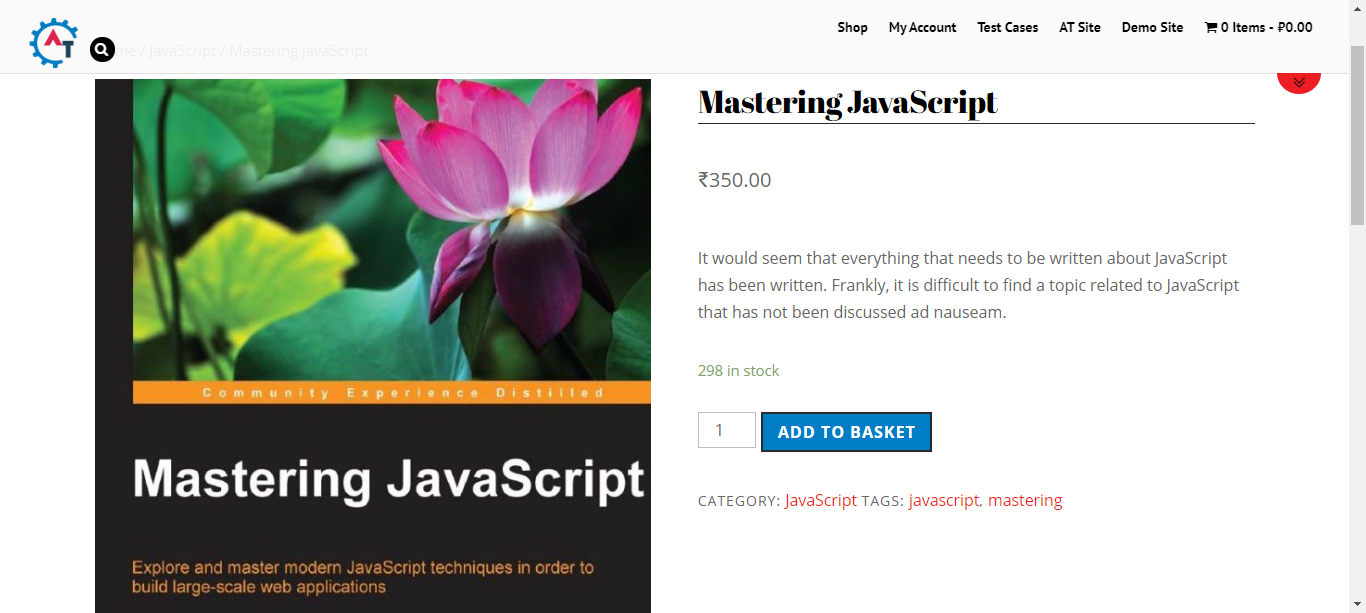 AT
Shop My Account Test Cases AT Site Demo Site 0 Items - ₽0.00
/ JavaScript / Mastering JavaScript
Mastering JavaScript
₹350.00
It would seem that everything that needs to be written about JavaScript
has been written. Frankly, it is difficult to find a topic related to JavaScript
that has not been discussed ad nauseam.
298 in stock
1 ADD TO BASKET
CATEGORY: JavaScript TAGS: javascript, mastering
Community Experience Distilled
Mastering JavaScript
Explore and master modern JavaScript techniques in order to
build large-scale web applications